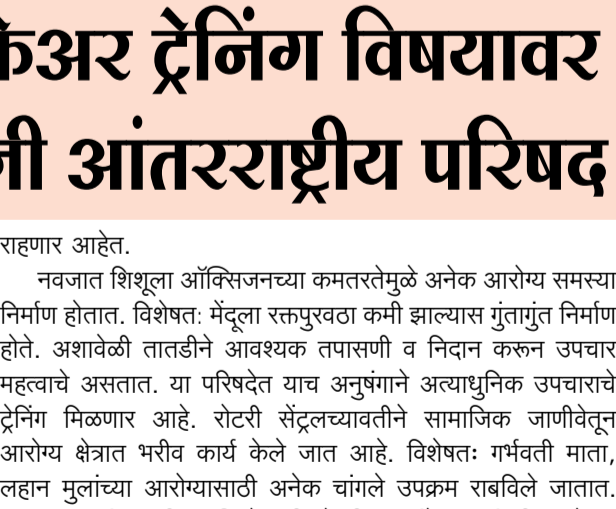 केअर ट्रेनिंग विषयावर
आंतरराष्ट्रीय परिषद
राहणार आहेत.
नवजात शिशूला ऑक्सिजनच्या कमतरतेमुळे अनेक आरोग्य समस्या
निर्माण होतात. विशेषतः मेंदूला रक्तपुरवठा कमी झाल्यास गुंतागुंत निर्माण
होते. अशावेळी तातडीने आवश्यक तपासणी व निदान करून उपचार
महत्वाचे असतात. या परिषदेत याच अनुषंगाने अत्याधुनिक उपचाराचे
ट्रेनिंग मिळणार आहे. रोटरी सेंट्रलच्यावतीने सामाजिक जाणीवेतून
आरोग्य क्षेत्रात भरीव कार्य केले जात आहे. विशेषतः गर्भवती माता,
लहान मुलांच्या आरोग्यासाठी अनेक चांगले उपक्रम राबविले जातात.